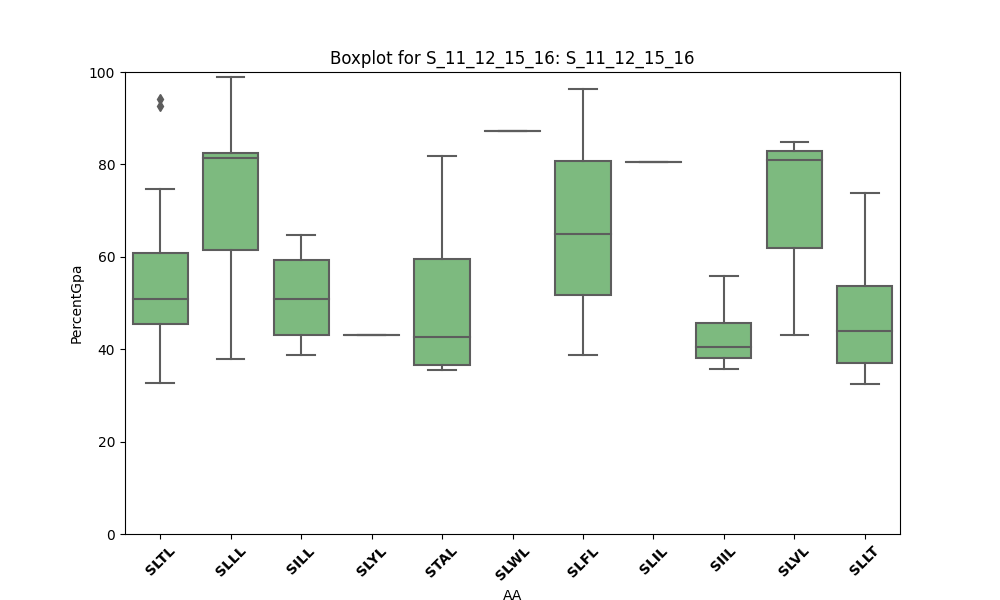 Boxplot for S_11_12_15_16: S_11_12_15_16
100
80
60
40
20
0
PercentGpa
SLTL
SLLL
SILL
SLYL
STAL
SLWL
SLFL
SLIL
SIIL
SLVL
SLLT
AA